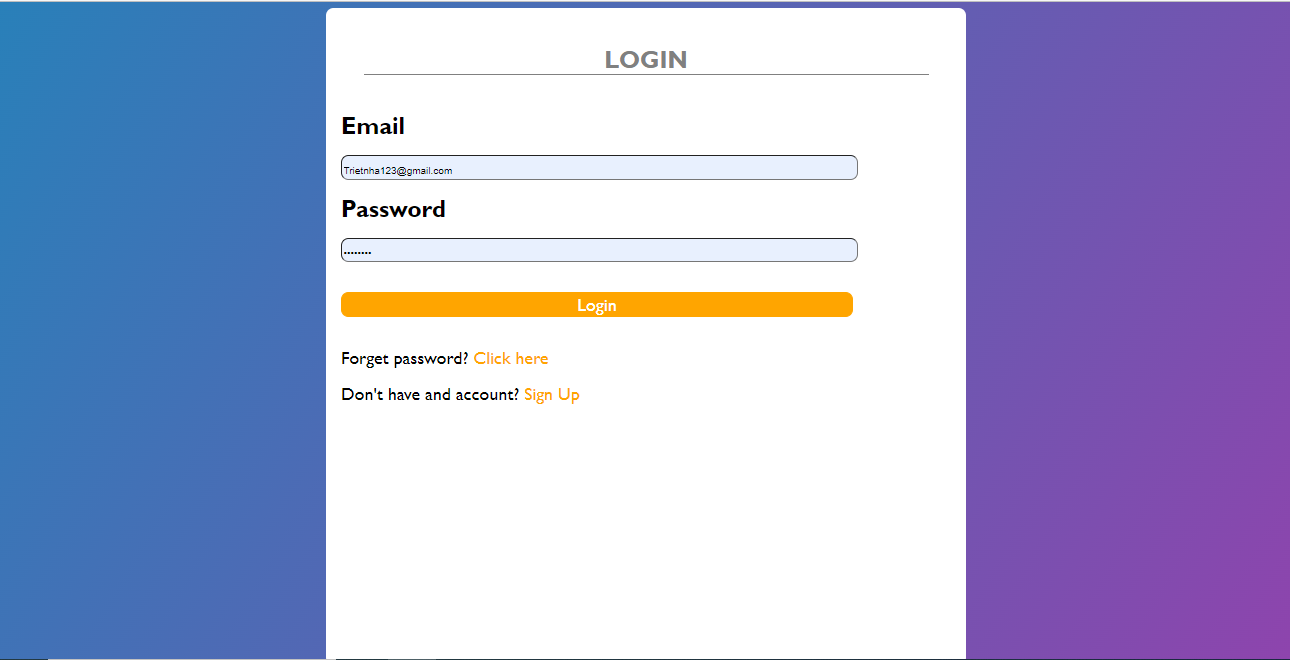 LOGIN
Email
Trietnha123@gmail.com
Password
........
Login
Forget password? Click here
Don't have and account? Sign Up